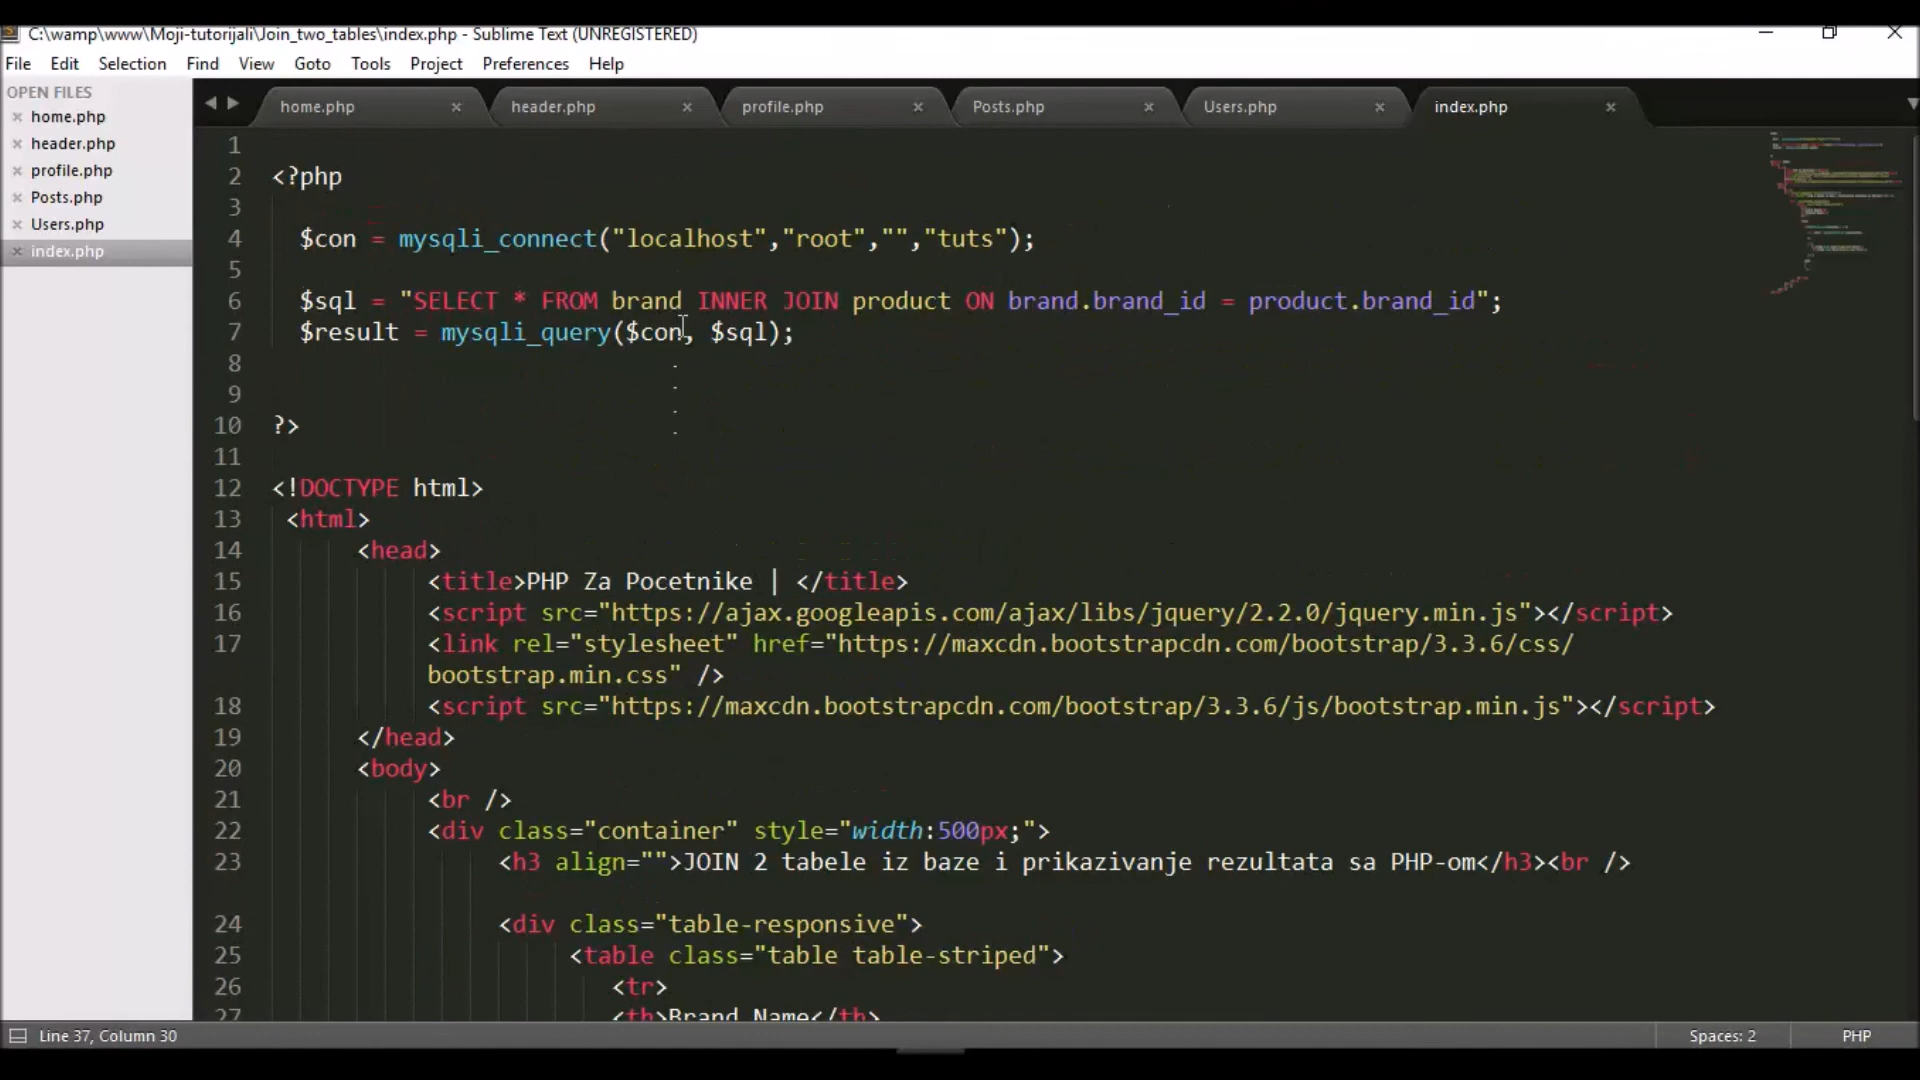 C:\wamp\www\Moji-tutorijali\Join_two_tables\index.php - Sublime Text (UNREGISTERED)
File Edit Selection Find View Goto Tools Project Preferences Help
OPEN FILES
home.php
header.php
profile.php
Posts.php
Users.php
index.php
home.php header.php profile.php Posts.php Users.php index.php
1
2 <?php
3
4 $con = mysqli_connect("localhost","root","","tuts");
5
6 $sql = "SELECT * FROM brand INNER JOIN product ON brand.brand_id = product.brand_id";
7 $result = mysqli_query($con, $sql);
8
9
10 ?>
11
12 <!DOCTYPE html>
13 <html>
14 <head>
15 <title>PHP Za Pocetnike | </title>
16 <script src="https://ajax.googleapis.com/ajax/libs/jquery/2.2.0/jquery.min.js"></script>
17 <link rel="stylesheet" href="https://maxcdn.bootstrapcdn.com/bootstrap/3.3.6/css/
bootstrap.min.css" />
18 <script src="https://maxcdn.bootstrapcdn.com/bootstrap/3.3.6/js/bootstrap.min.js"></script>
19 </head>
20 <body>
21 <br />
22 <div class="container" style="width:500px;">
23 <h3 align="">JOIN 2 tabele iz baze i prikazivanje rezultata sa PHP-om</h3><br />
24 <div class="table-responsive">
25 <table class="table table-striped">
26 <tr>
27 <th>Brand Name</th>
Line 37, Column 30 Spaces: 2 PHP